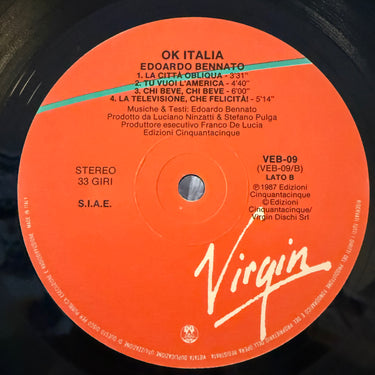 OK ITALIA
EDOARDO BENNATO
1. LA CITTÀ OBLIQUA - 3'31"
2. TU VUOI L'AMERICA - 4'40"
3. CHI BEVE, CHI BEVE - 6'00"
4. LA TELEVISIONE, CHE FELICITÀ! - 5'14"
Musiche & Testi: Edoardo Bennato
Prodotto da Luciano Ninzatti & Stefano Pulga
Produttore esecutivo Franco De Lucia
Edizioni Cinquantacinque
STEREO
33 GIRI
S.I.A.E.
VEB-09
(VEB-09/B)
LATO B
℗1987 Edizioni
Cinquantacinque
©Edizioni
Cinquantacinque/
Virgin Dischi Srl
Virgin